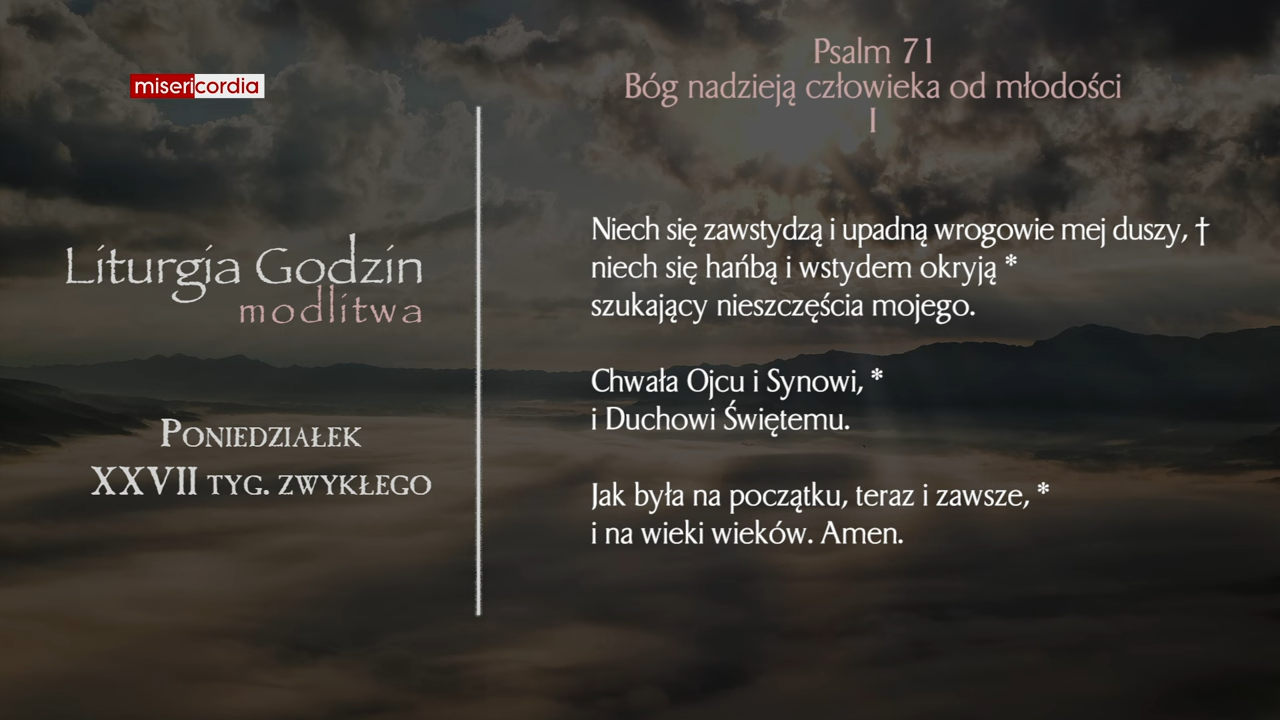 misericordia
Liturgia Godzin
modlitwa
Poniedziałek
XXVII tyg. zwykłego
Psalm 71
Bóg nadzieją człowieka od młodości
I
Niech się zawstydzą i upadną wrogowie mej duszy, †
niech się hańbą i wstydem okryją *
szukający nieszczęścia mojego.
Chwała Ojcu i Synowi, *
i Duchowi Świętemu.
Jak była na początku, teraz i zawsze, *
i na wieki wieków. Amen.